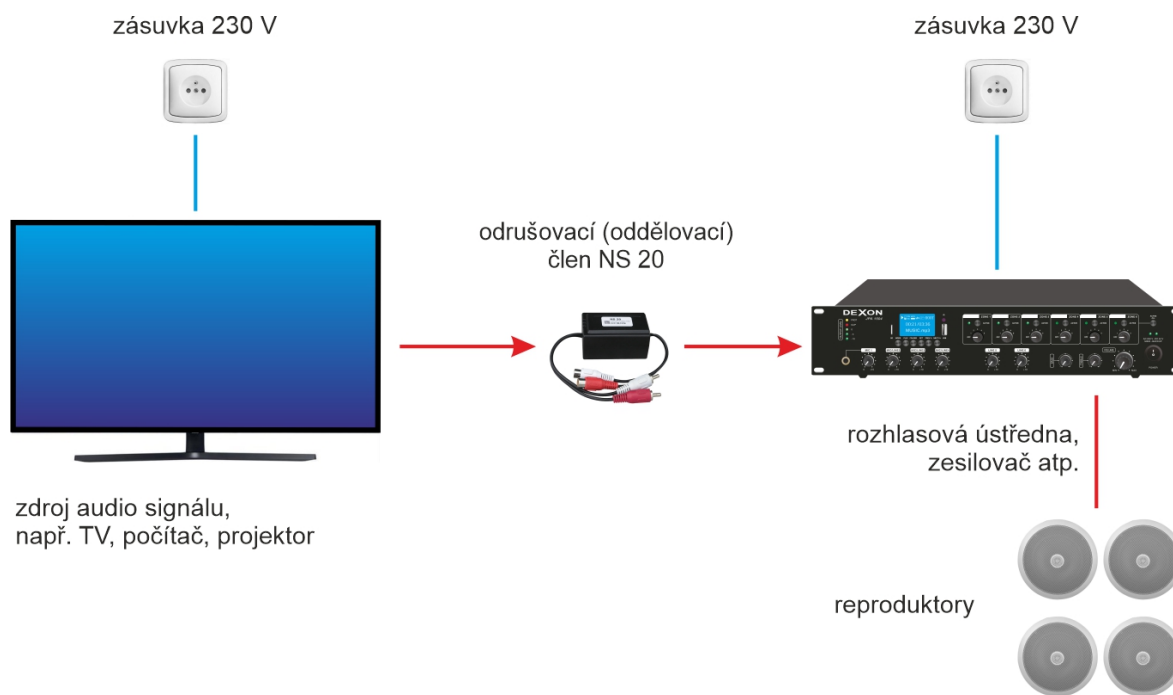 zásuvka 230 V
zásuvka 230 V
odrušovací (oddělovací)
člen NS 20
DEXON
rozhlasová ústředna,
zesilovač atp.
zdroj audio signálu,
např. TV, počítač, projektor
reproduktory